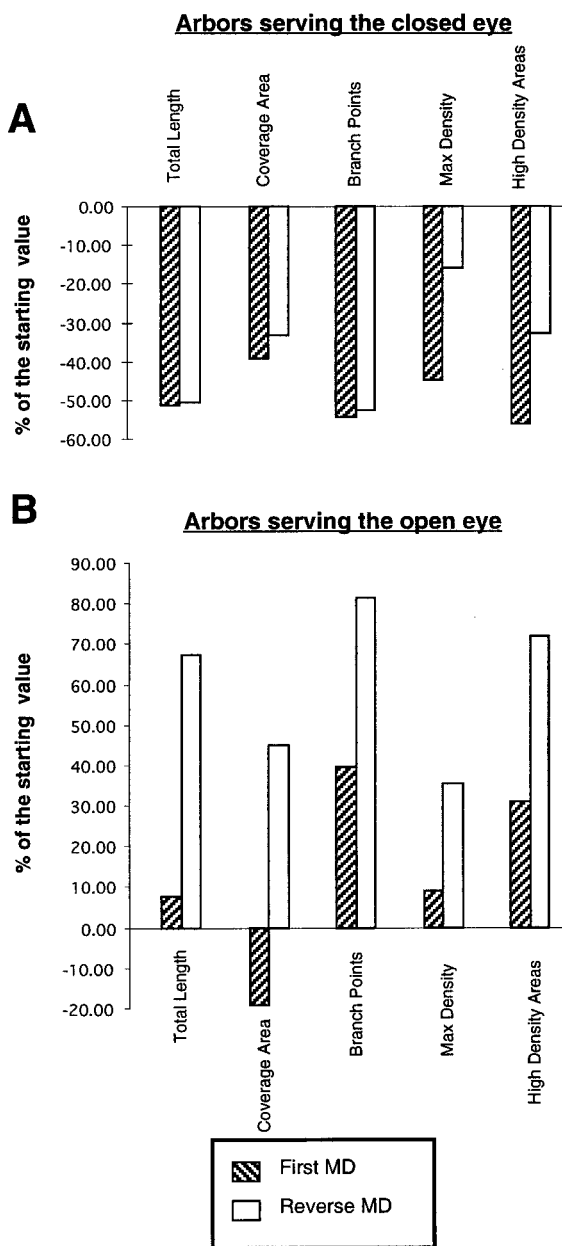 Arbors serving the closed eye
A
Total Length
Coverage Area
Branch Points
Max Density
High Density Areas
% of the starting value
0.00
-10.00
-20.00
-30.00
-40.00
-50.00
-60.00
B
Arbors serving the open eye
% of the starting value
90.00
80.00
70.00
60.00
50.00
40.00
30.00
20.00
10.00
0.00
-10.00
-20.00
Total Length
Coverage Area
Branch Points
Max Density
High Density Areas
First MD
Reverse MD